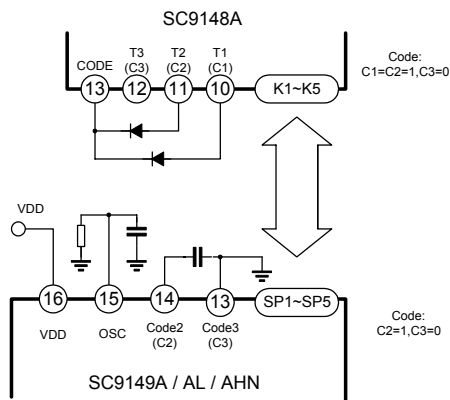 SC9148A
CODE
T3
(C3)
T2
(C2)
T1
(C1)
13
12
11
10
K1~K5
Code:
C1=C2=1,C3=0
VDD
16
15
14
13
SP1~SP5
VDD
OSC
Code2
(C2)
Code3
(C3)
Code:
C2=1,C3=0
SC9149A / AL / AHN